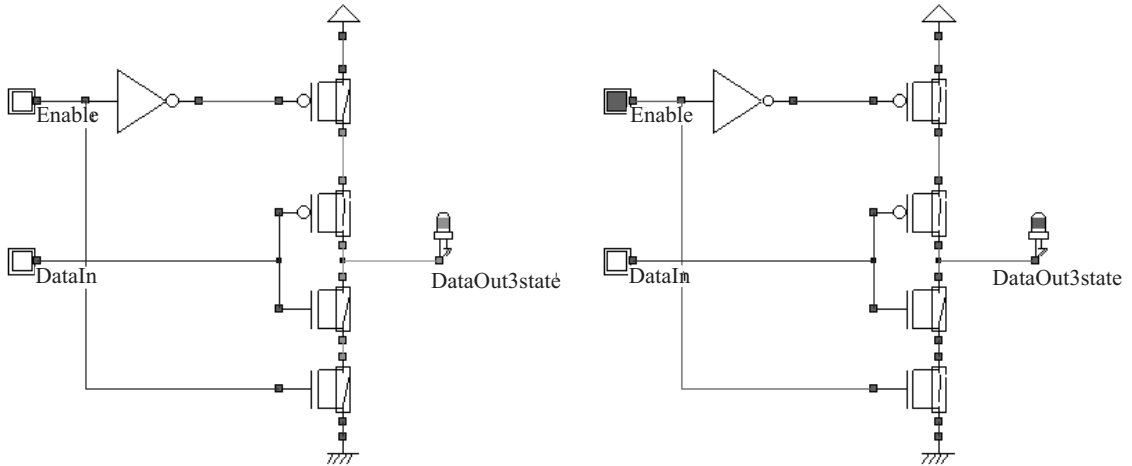 Enable
Enable
DataIn
DataIn
DataOut3state
DataOut3state